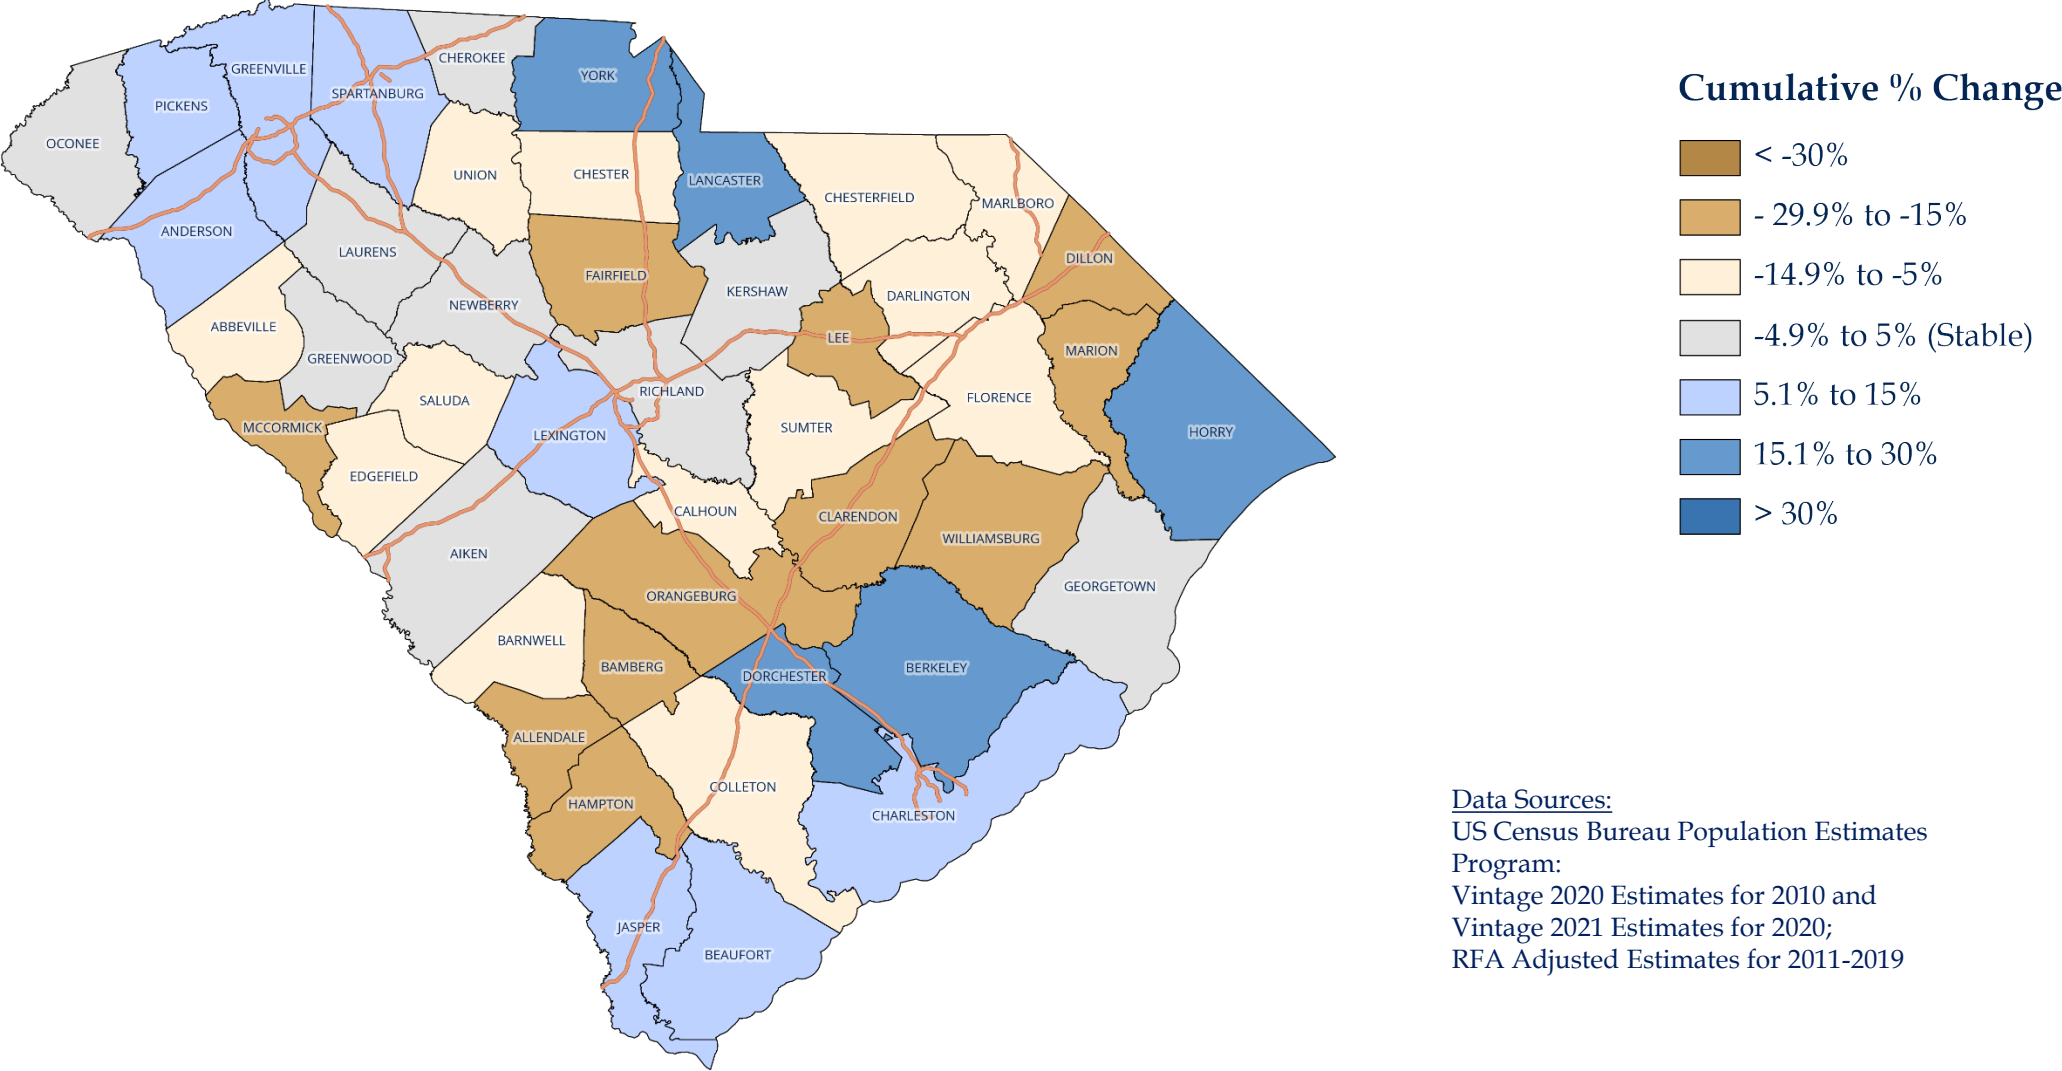 Cumulative % Change
< -30%
- 29.9% to -15%
-14.9% to -5%
-4.9% to 5% (Stable)
5.1% to 15%
15.1% to 30%
> 30%
CHEROKEE
GREENVILLE
YORK
SPARTANBURG
PICKENS
OCONEE
UNION
CHESTER
LANCASTER
CHESTERFIELD
MARLBORO
ANDERSON
LAURENS
DILLON
FAIRFIELD
KERSHAW
DARLINGTON
NEWBERRY
ABBEVILLE
LEE
MARION
GREENWOOD
RICHLAND
FLORENCE
SALUDA
MCCORMICK
SUMTER
HORRY
LEXINGTON
EDGEFIELD
CALHOUN
CLARENDON
WILLIAMSBURG
AIKEN
GEORGETOWN
ORANGEBURG
BARNWELL
BAMBERG
BERKELEY
DORCHESTER
ALLENDALE
COLLETON
HAMPTON
CHARLESTON
JASPER
BEAUFORT
Data Sources:
US Census Bureau Population Estimates
Program:
Vintage 2020 Estimates for 2010 and
Vintage 2021 Estimates for 2020;
RFA Adjusted Estimates for 2011-2019